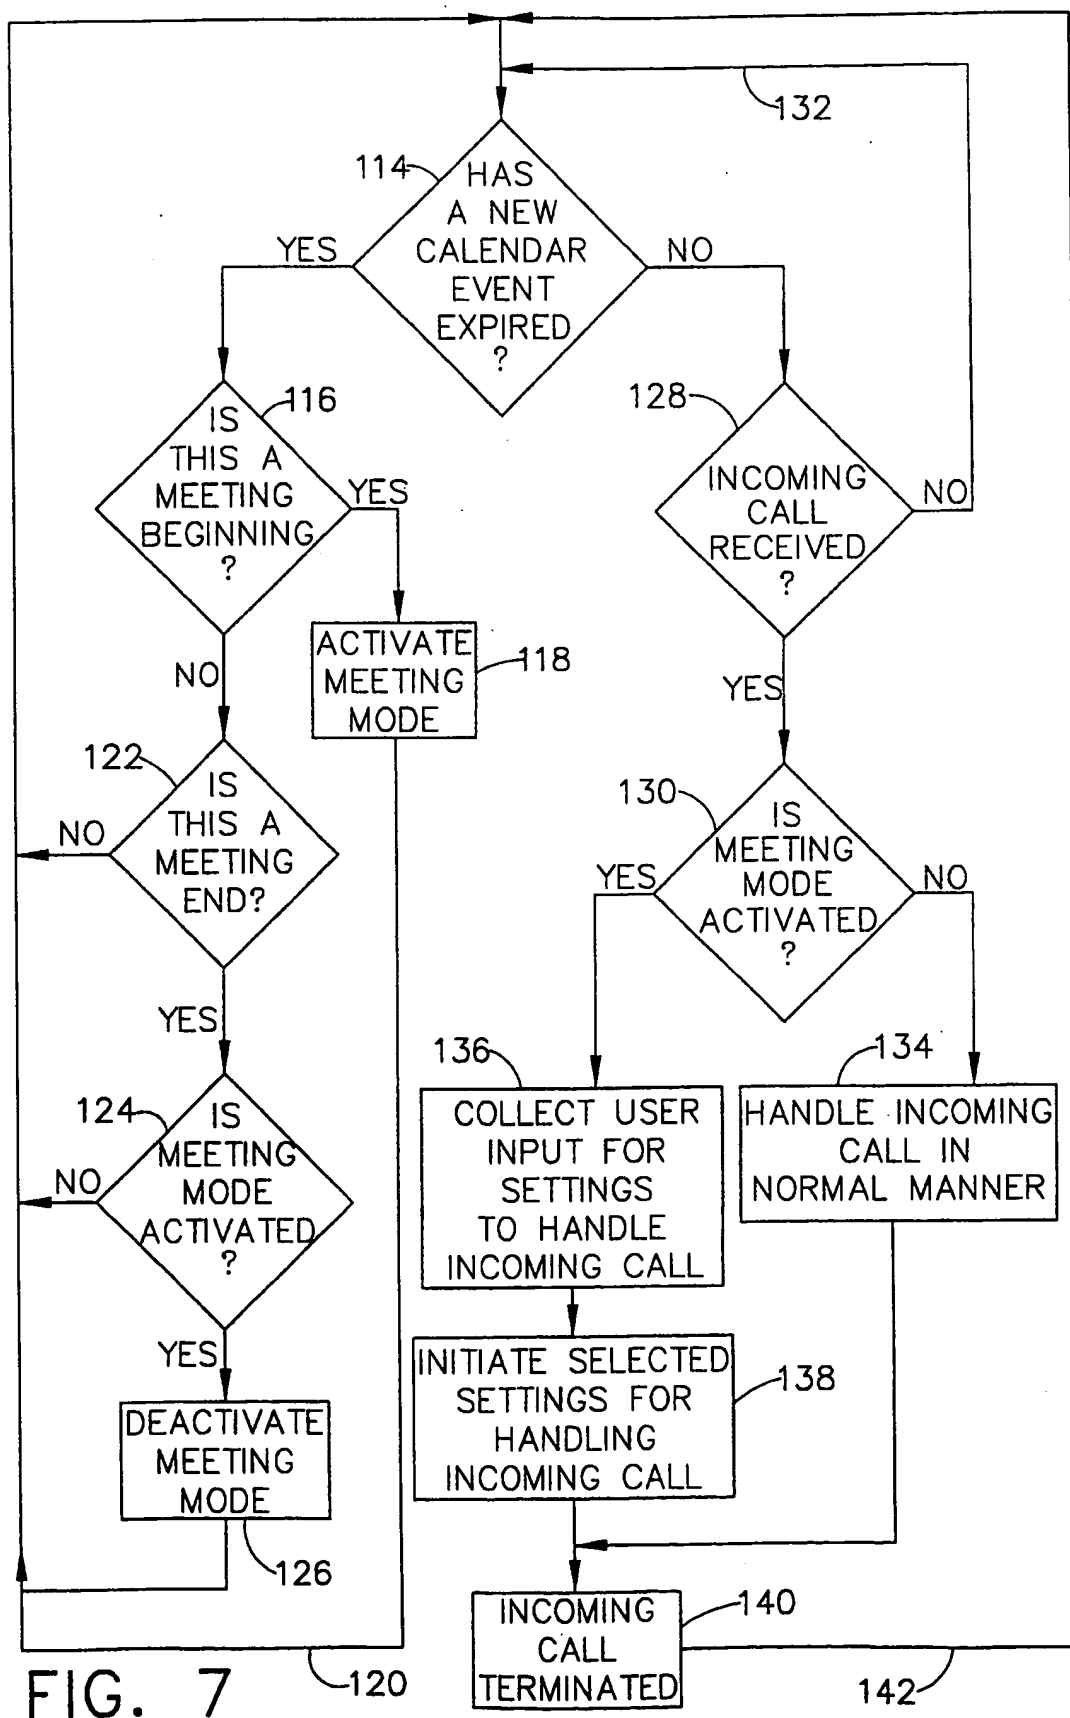 132
114
HAS
A NEW
CALENDAR
EVENT
EXPIRED
?
YES
NO
116
IS
THIS A
MEETING
BEGINNING
?
YES
128
INCOMING
CALL
RECEIVED
?
NO
ACTIVATE
MEETING
MODE
118
NO
YES
122
IS
THIS A
MEETING
END?
NO
130
IS
MEETING
MODE
ACTIVATED
?
YES
NO
YES
124
IS
MEETING
MODE
ACTIVATED
?
NO
136
COLLECT USER
INPUT FOR
SETTINGS
TO HANDLE
INCOMING CALL
134
HANDLE INCOMING
CALL IN
NORMAL MANNER
YES
DEACTIVATE
MEETING
MODE
126
INITIATE SELECTED
SETTINGS FOR
HANDLING
INCOMING CALL
138
INCOMING
CALL
TERMINATED
140
120
142
FIG. 7